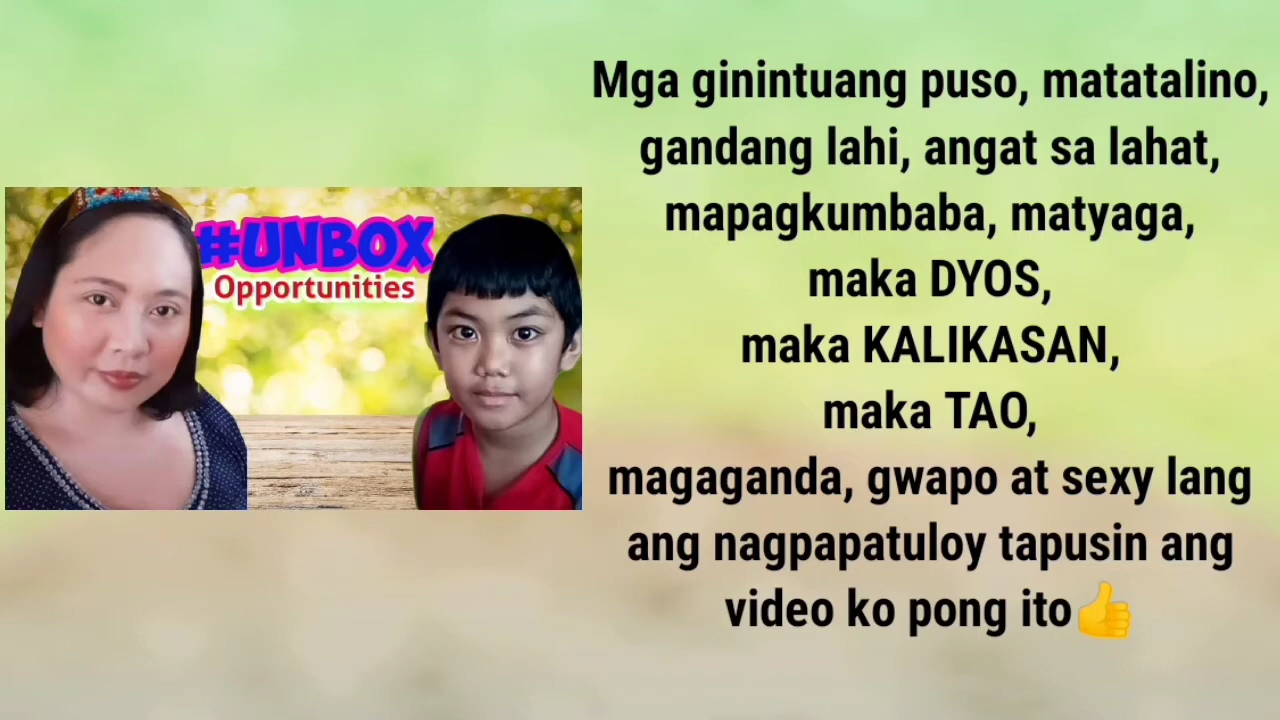 #UNBOX
Opportunities
Mga ginintuang puso, matatalino,
gandang lahi, angat sa lahat,
mapagkumbaba, matyaga,
maka DYOS,
maka KALIKASAN,
maka TAO,
magaganda, gwapo at sexy lang
ang nagpapatuloy tapusin ang
video ko pong ito👍